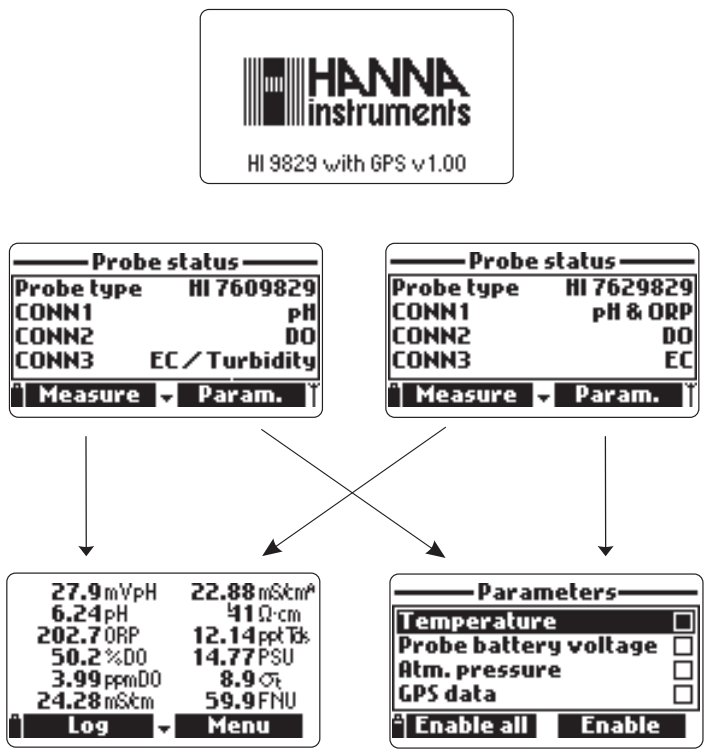 HANNA
instruments
HI 9829 with GPS v1.00
Probe status
Probe type HI 7609829
CONN1 pH
CONN2 DO
CONN3 EC / Turbidity
Measure Param.
Probe status
Probe type HI 7629829
CONN1 pH & ORP
CONN2 DO
CONN3 EC
Measure Param.
27.9 mVpH 22.88 mS/cmᴬ
6.24 pH 41 Ω·cm
202.7 ORP 12.14 ppt Tds
50.2 %DO 14.77 PSU
3.99 ppmDO 8.9 σt
24.28 mS/cm 59.9 FNU
Log Menu
Parameters
Temperature
Probe battery voltage
Atm. pressure
GPS data
Enable all Enable